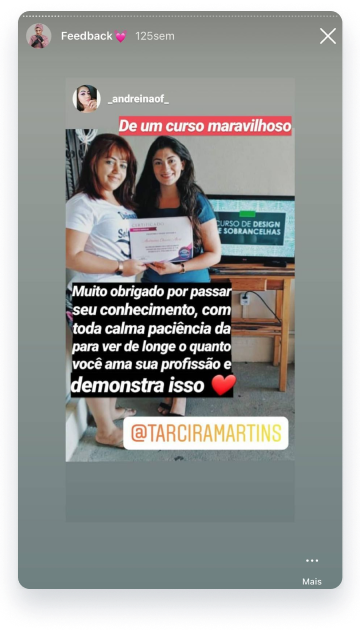 Feedback💗 125sem
_andreinaof_
De um curso maravilhoso
CURSO DE DESIGN
DE SOBRANCELHAS
Muito obrigado por passar
seu conhecimento, com
toda calma paciência da
para ver de longe o quanto
você ama sua profissão e
demonstra isso ❤️
@TARCIRAMARTINS
Mais